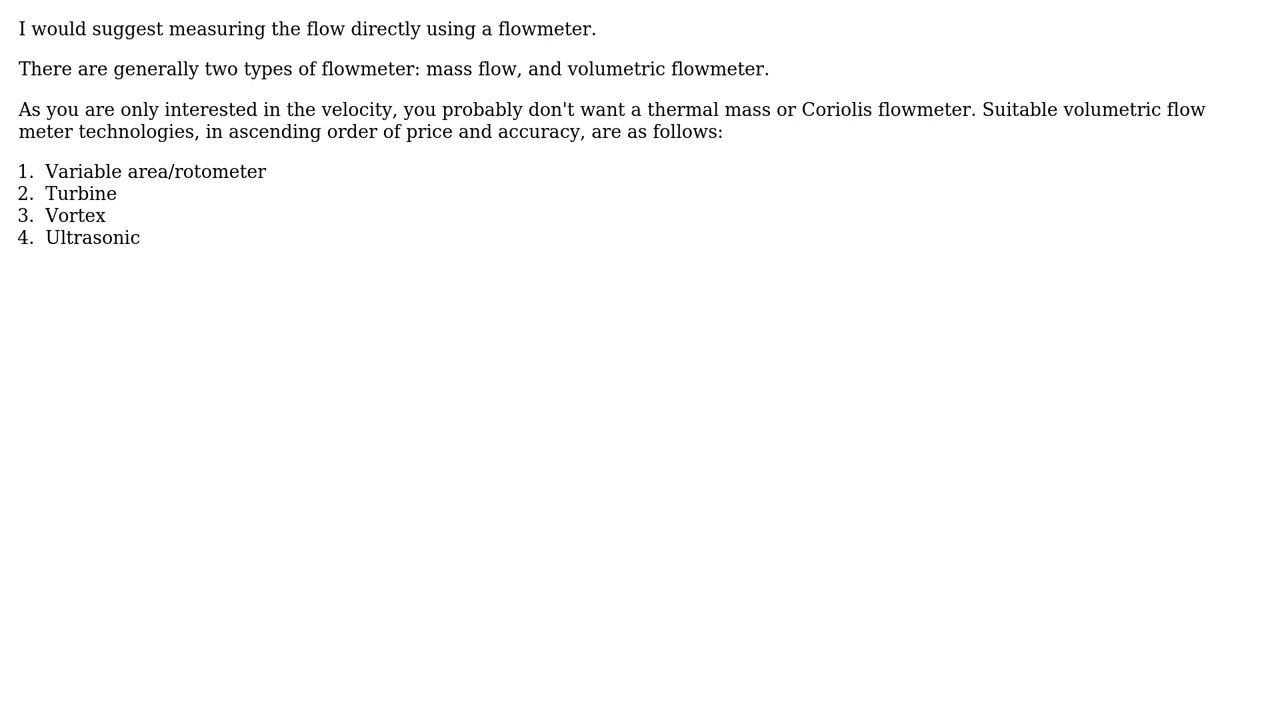 I would suggest measuring the flow directly using a flowmeter.
There are generally two types of flowmeter: mass flow, and volumetric flowmeter.
As you are only interested in the velocity, you probably don't want a thermal mass or Coriolis flowmeter. Suitable volumetric flow
meter technologies, in ascending order of price and accuracy, are as follows:
1. Variable area/rotometer
2. Turbine
3. Vortex
4. Ultrasonic